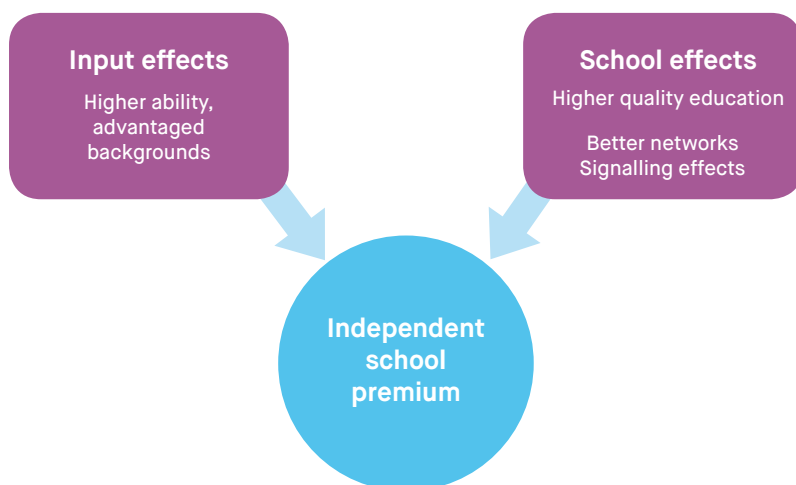 Input effects
Higher ability,
advantaged
backgrounds
School effects
Higher quality education
Better networks
Signalling effects
Independent
school
premium